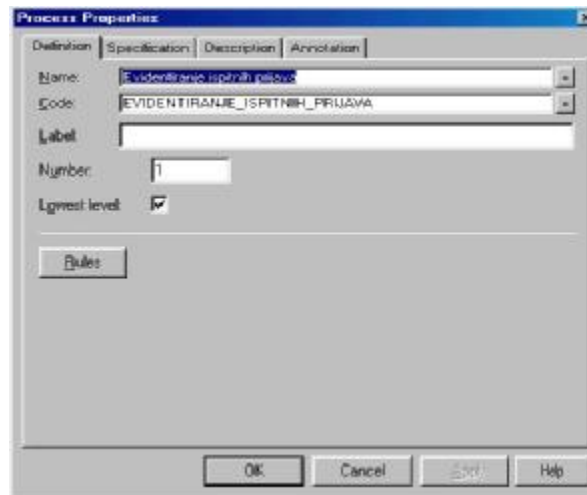 Process Properties
Definition Specification Description Annotation
Name: Evidentiranje ispitnih prijava
Code: EVIDENTIRANJE_ISPITNIH_PRIJAVA
Label:
Number: 1
Lowest level:
Rules
OK Cancel Apply Help